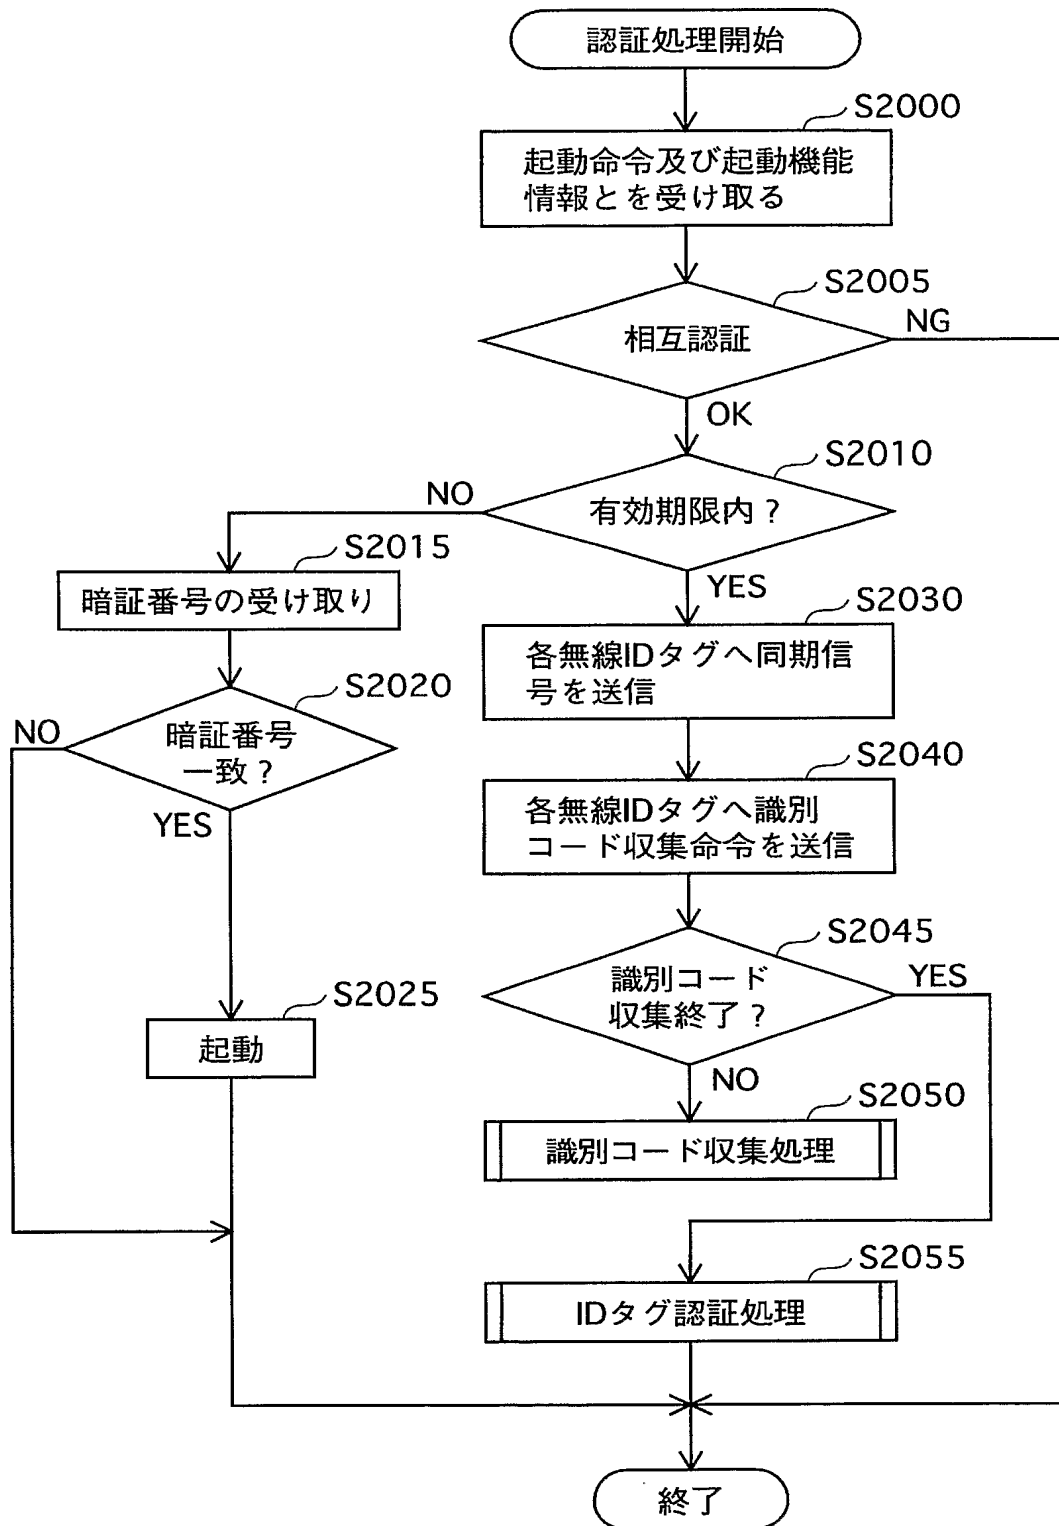 認証処理開始
S2000
起動命令及び起動機能
情報とを受け取る
S2005
相互認証
NG
OK
S2010
有効期限内？
NO
YES
S2015
暗証番号の受け取り
S2020
暗証番号
一致？
NO
YES
S2025
起動
S2030
各無線IDタグへ同期信
号を送信
S2040
各無線IDタグへ識別
コード収集命令を送信
S2045
識別コード
収集終了？
YES
NO
S2050
識別コード収集処理
S2055
IDタグ認証処理
終了